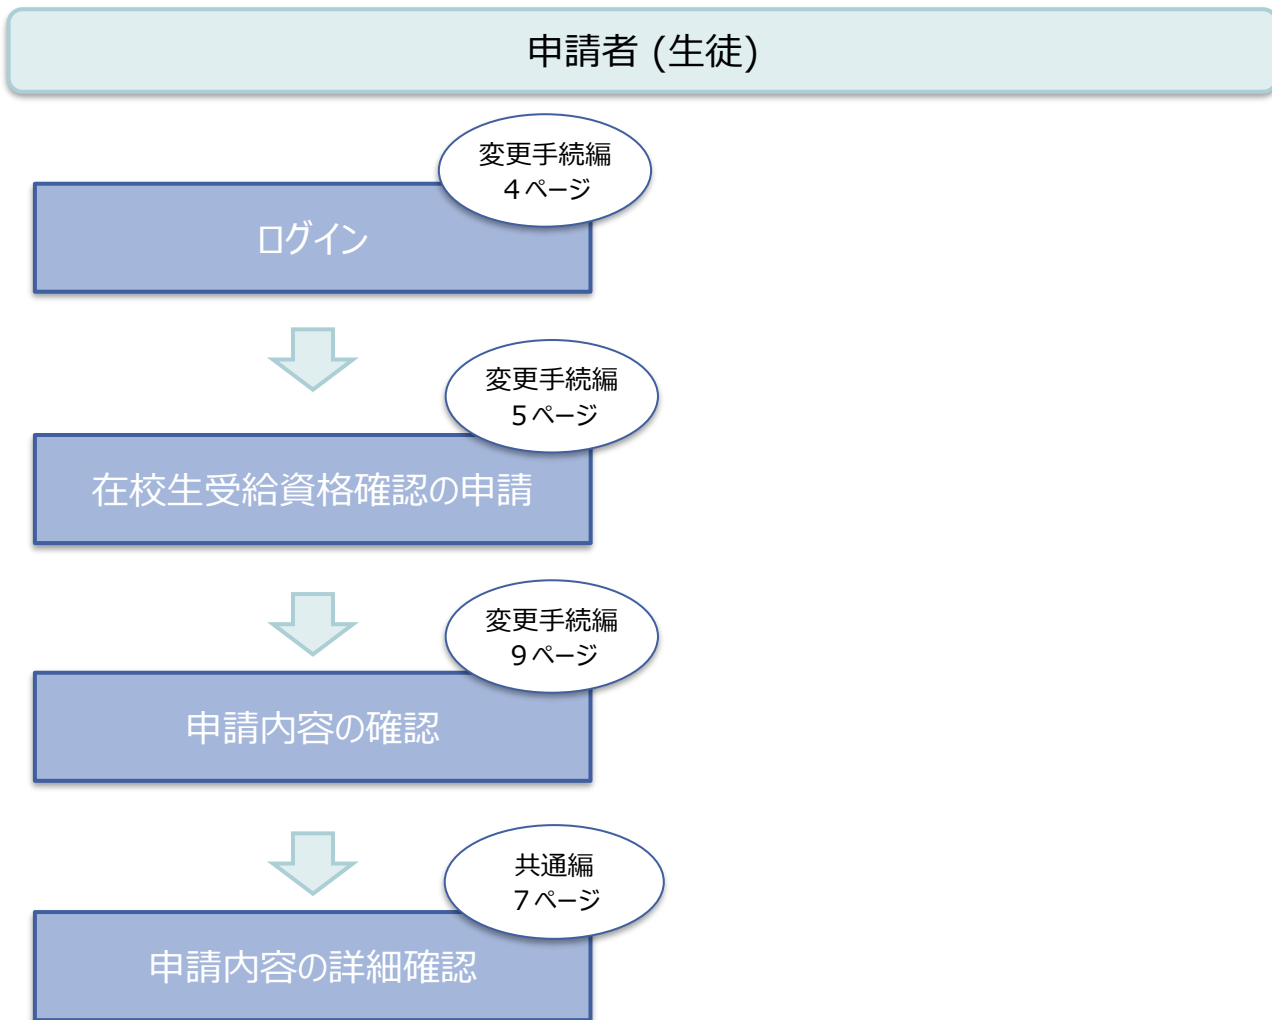 申請者 (生徒)
変更手続編
４ページ
ログイン
変更手続編
５ページ
在校生受給資格確認の申請
変更手続編
９ページ
申請内容の確認
共通編
７ページ
申請内容の詳細確認